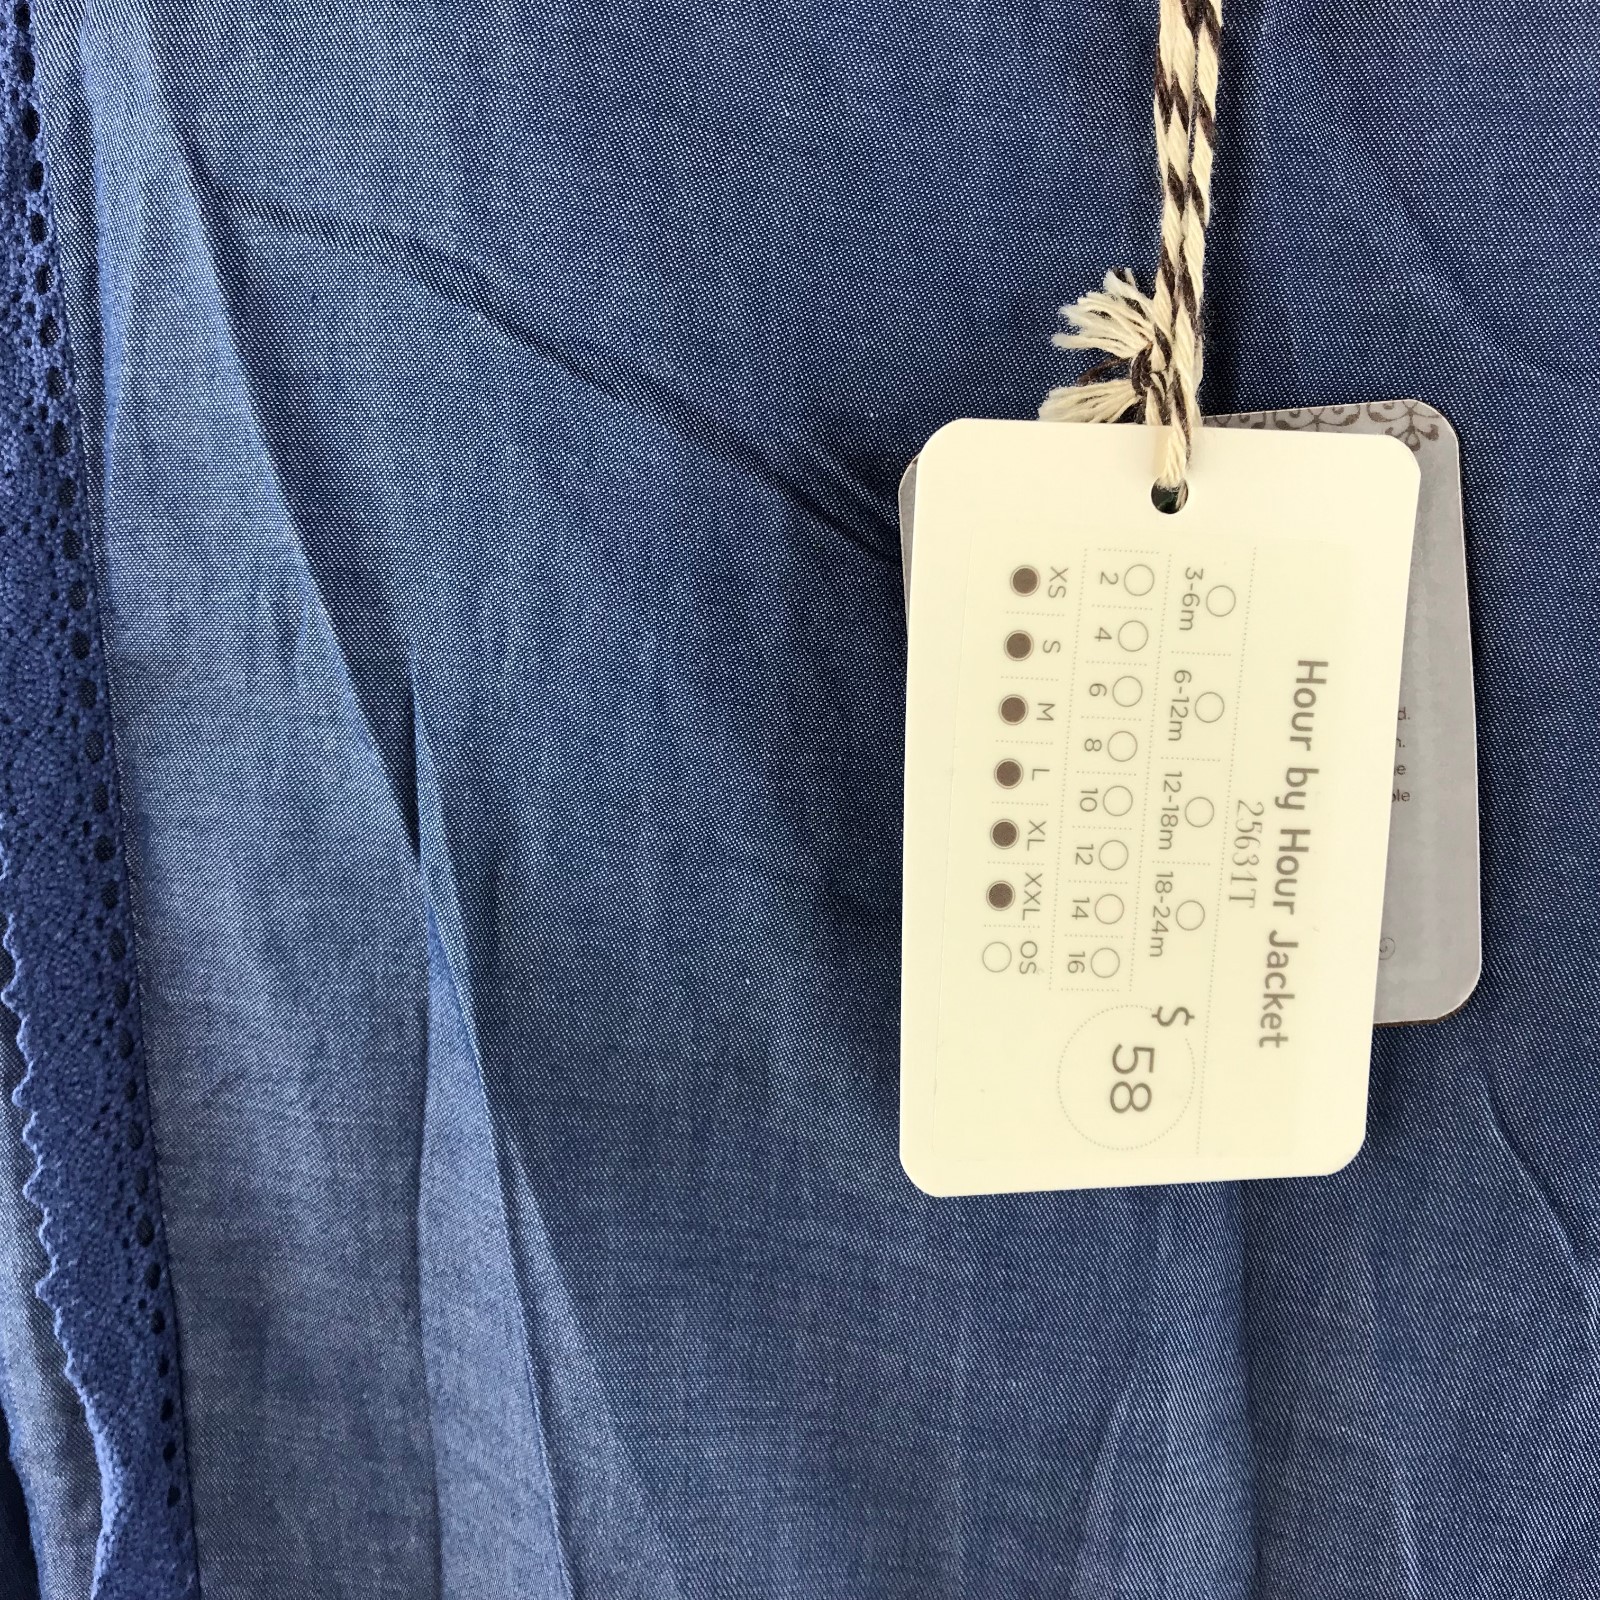 Hour by Hour Jacket
25631T
3-6m 6-12m 12-18m 18-24m
2 4 6 8 10 12 14 16
XS S M L XL XXL OS
$ 58